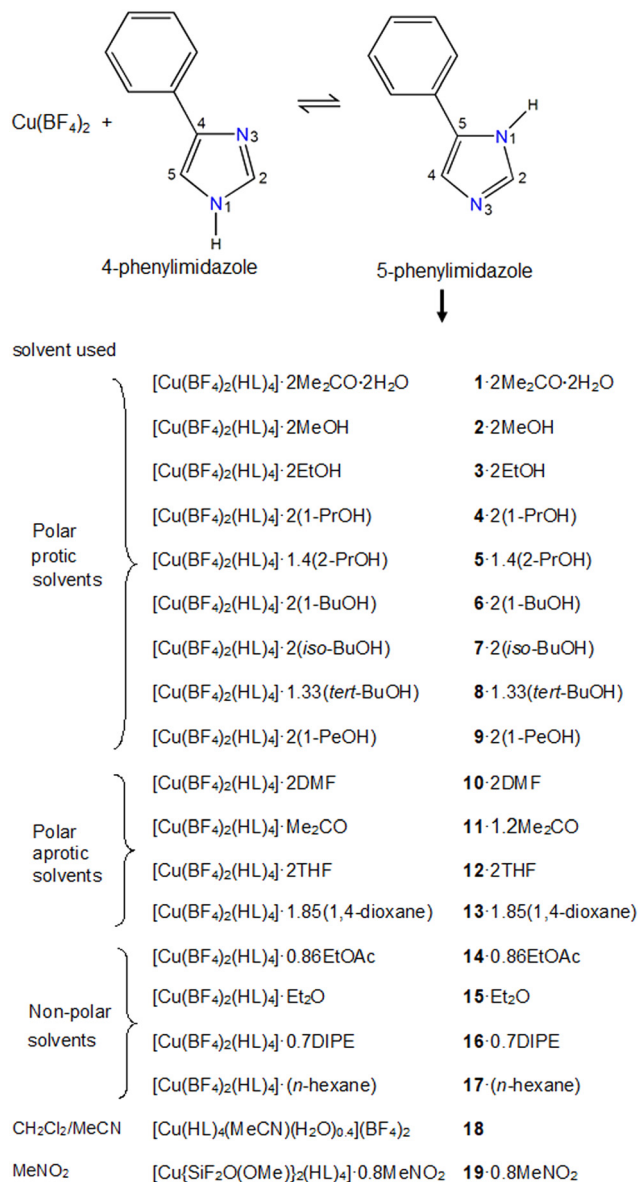 Cu(BF₄)₂ +
4
N₃
5
2
N₁
H
H
5
N₁
4
2
N₃
4-phenylimidazole
5-phenylimidazole
solvent used
Polar protic solvents
[Cu(BF₄)₂(HL)₄]·2Me₂CO·2H₂O 1·2Me₂CO·2H₂O
[Cu(BF₄)₂(HL)₄]·2MeOH 2·2MeOH
[Cu(BF₄)₂(HL)₄]·2EtOH 3·2EtOH
[Cu(BF₄)₂(HL)₄]·2(1-PrOH) 4·2(1-PrOH)
[Cu(BF₄)₂(HL)₄]·1.4(2-PrOH) 5·1.4(2-PrOH)
[Cu(BF₄)₂(HL)₄]·2(1-BuOH) 6·2(1-BuOH)
[Cu(BF₄)₂(HL)₄]·2(iso-BuOH) 7·2(iso-BuOH)
[Cu(BF₄)₂(HL)₄]·1.33(tert-BuOH) 8·1.33(tert-BuOH)
[Cu(BF₄)₂(HL)₄]·2(1-PeOH) 9·2(1-PeOH)
Polar aprotic solvents
[Cu(BF₄)₂(HL)₄]·2DMF 10·2DMF
[Cu(BF₄)₂(HL)₄]·Me₂CO 11·1.2Me₂CO
[Cu(BF₄)₂(HL)₄]·2THF 12·2THF
[Cu(BF₄)₂(HL)₄]·1.85(1,4-dioxane) 13·1.85(1,4-dioxane)
Non-polar solvents
[Cu(BF₄)₂(HL)₄]·0.86EtOAc 14·0.86EtOAc
[Cu(BF₄)₂(HL)₄]·Et₂O 15·Et₂O
[Cu(BF₄)₂(HL)₄]·0.7DIPE 16·0.7DIPE
[Cu(BF₄)₂(HL)₄]·(n-hexane) 17·(n-hexane)
CH₂Cl₂/MeCN [Cu(HL)₄(MeCN)(H₂O)₀.₄](BF₄)₂ 18
MeNO₂ [Cu{SiF₂O(OMe)}₂(HL)₄]·0.8MeNO₂ 19·0.8MeNO₂